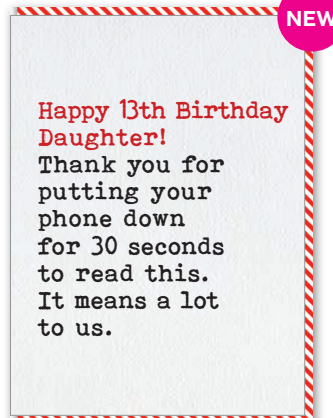 NEW
Happy 13th Birthday
Daughter!
Thank you for
putting your
phone down
for 30 seconds
to read this.
It means a lot
to us.